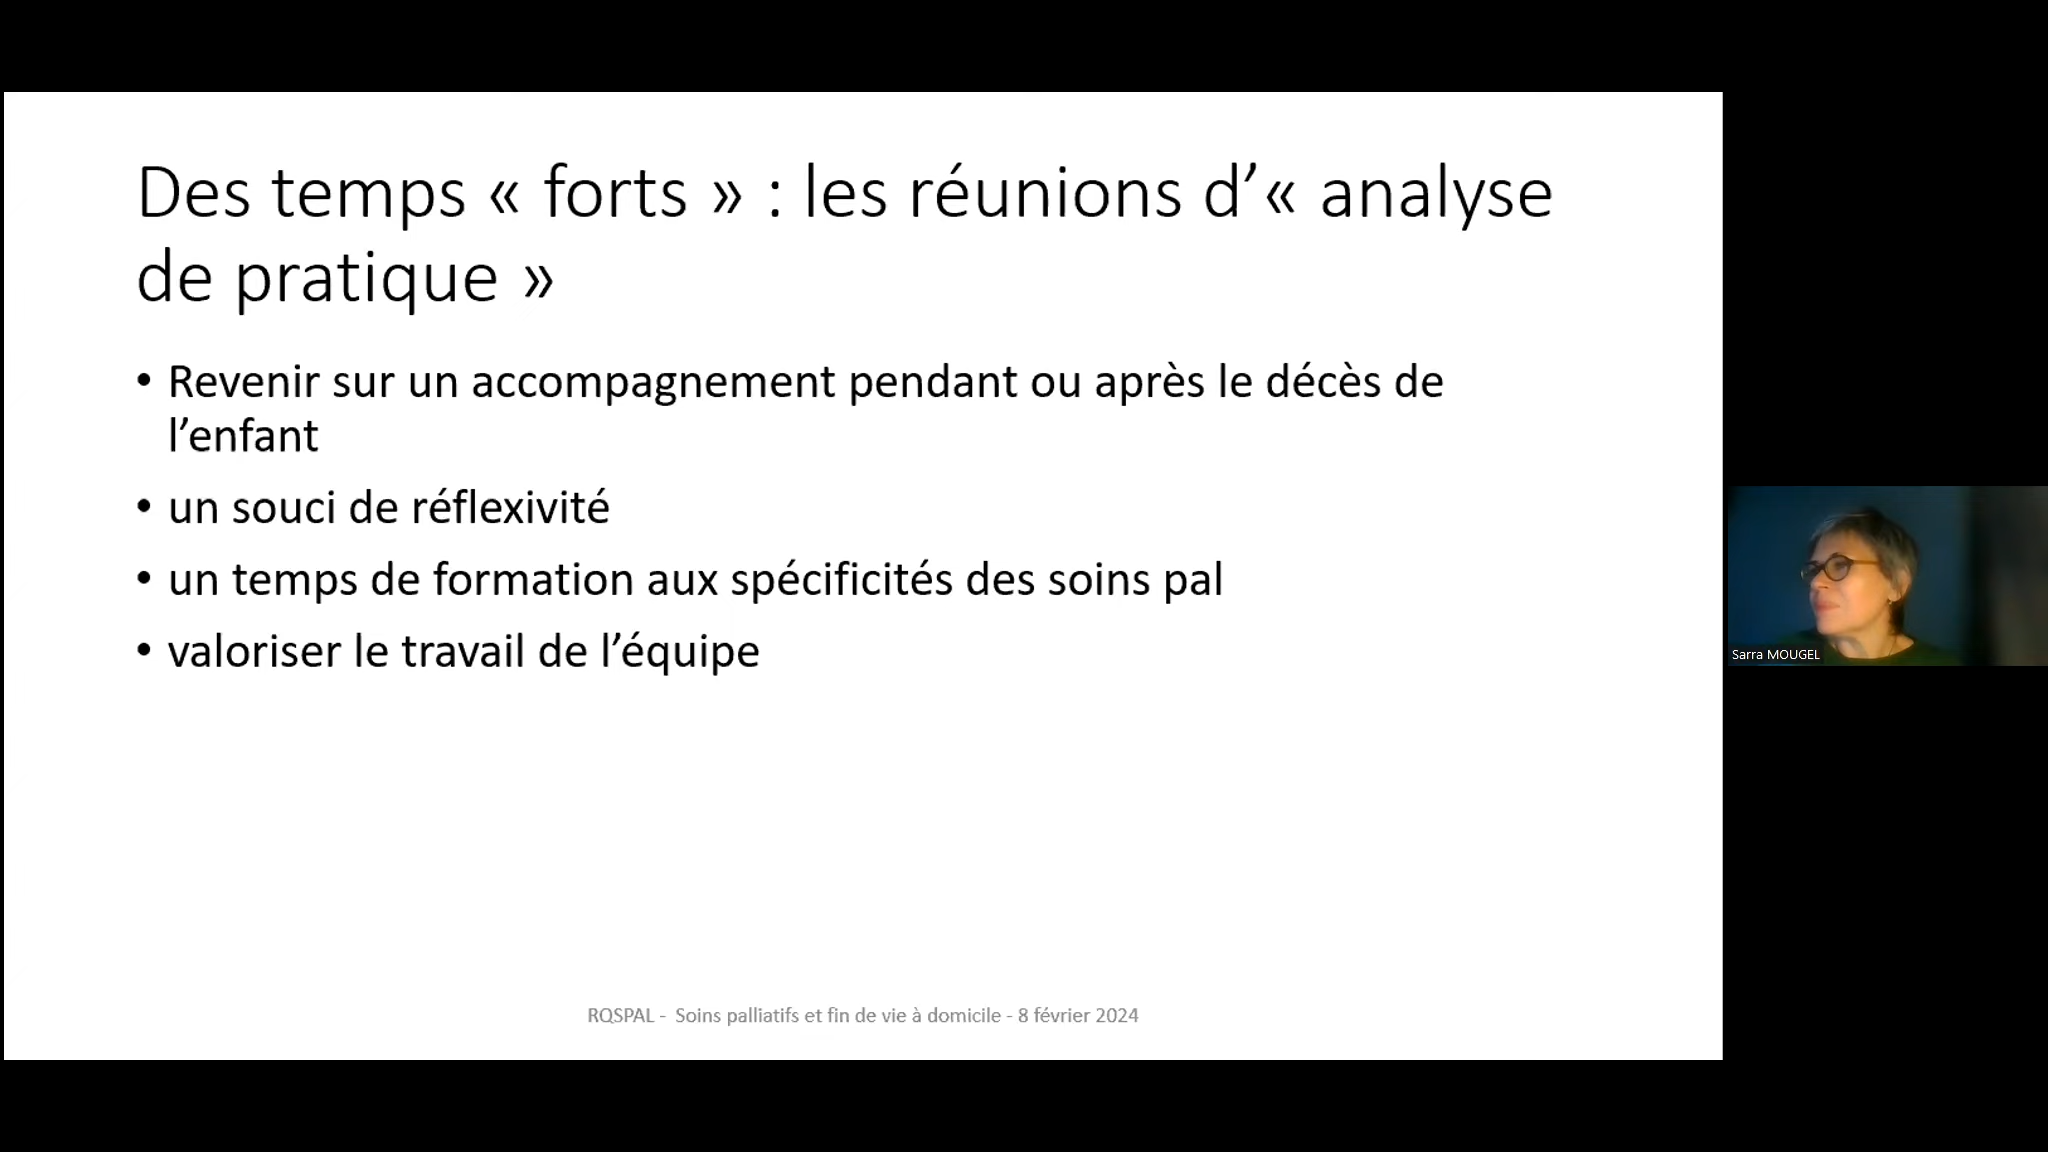 Des temps « forts » : les réunions d’« analyse
de pratique »
• Revenir sur un accompagnement pendant ou après le décès de
l’enfant
• un souci de réflexivité
• un temps de formation aux spécificités des soins pal
• valoriser le travail de l’équipe
Sarra MOUGEL
RQSPAL - Soins palliatifs et fin de vie à domicile - 8 février 2024